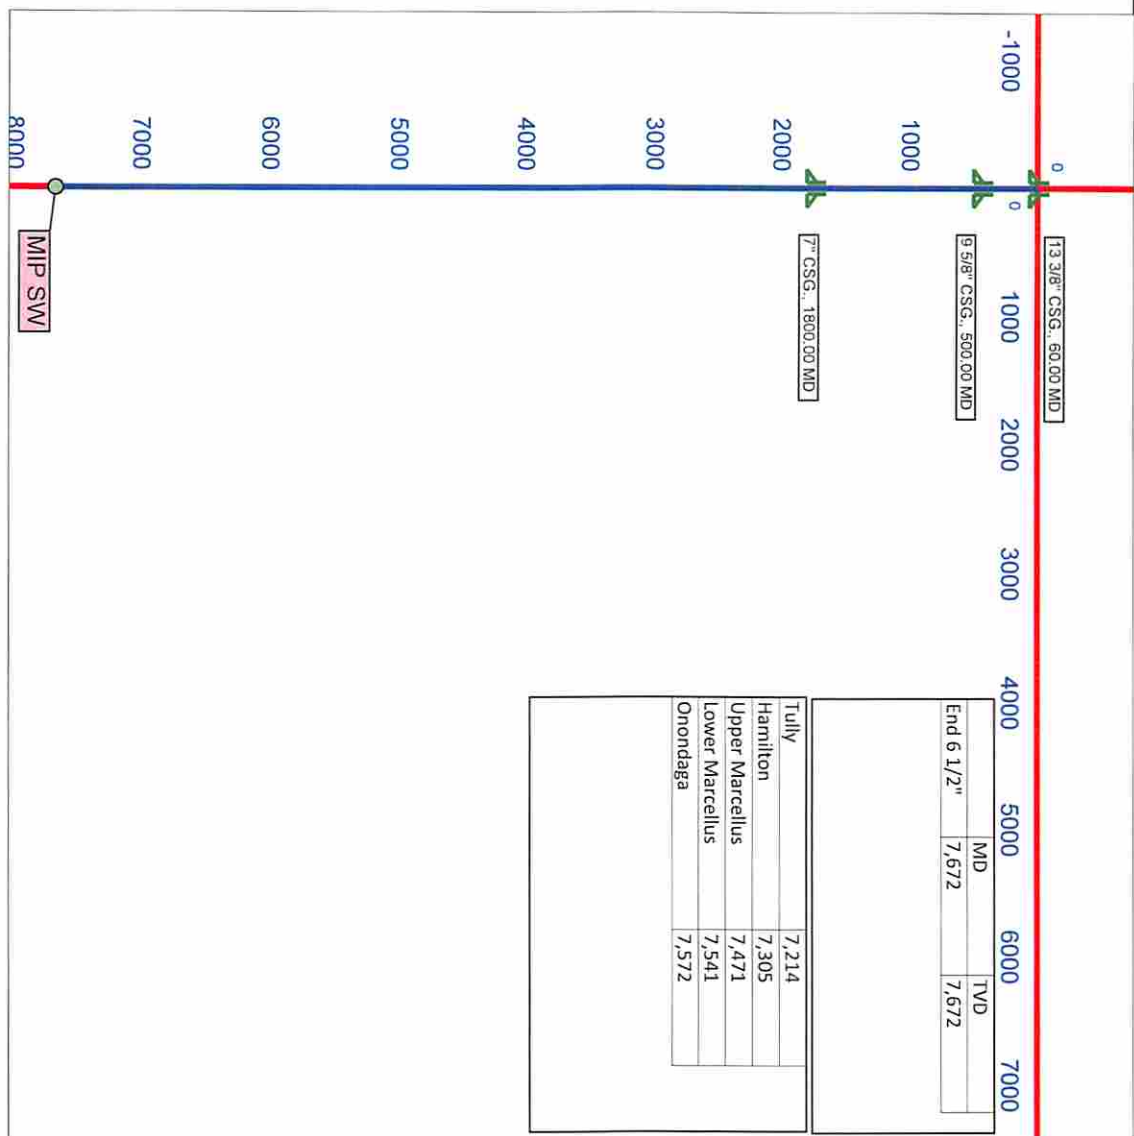 -1000
0
1000
2000
3000
4000
5000
6000
7000
8000
0
1000
2000
3000
4000
5000
6000
7000
13 3/8" CSG., 60.00 MD
9 5/8" CSG., 500.00 MD
7" CSG., 1800.00 MD
MIP SW
MD TVD
End 6 1/2" 7,672 7,672
Tully 7,214
Hamilton 7,305
Upper Marcellus 7,471
Lower Marcellus 7,541
Onondaga 7,572